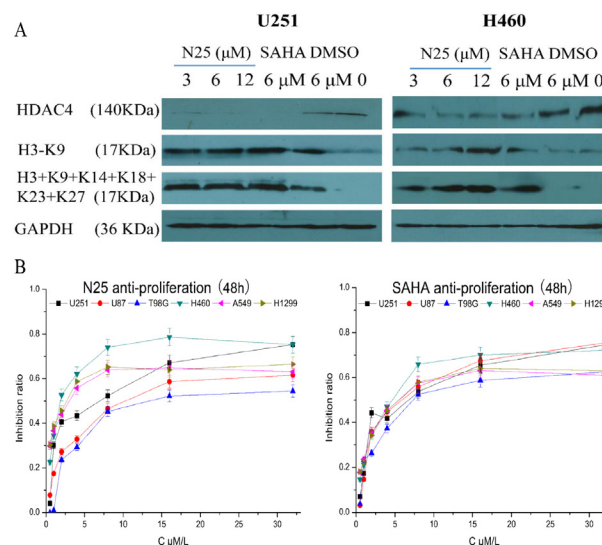 A
U251
H460
N25 (μM) SAHA DMSO
N25 (μM) SAHA DMSO
3 6 12 6 μM 6 μM 0
3 6 12 6 μM 6 μM 0
HDAC4 (140KDa)
H3-K9 (17KDa)
H3+K9+K14+K18+
K23+K27 (17KDa)
GAPDH (36 KDa)
B
N25 anti-proliferation (48h)
U251 U87 T98G H460 A549 H1299
Inhibition ratio
0.8
0.6
0.4
0.2
0.0
0 5 10 15 20 25 30
C μM/L
SAHA anti-proliferation (48h)
U251 U87 T98G H460 A549 H1299
Inhibition ratio
1.0
0.8
0.6
0.4
0.2
0.0
0 5 10 15 20 25 30
C μM/L